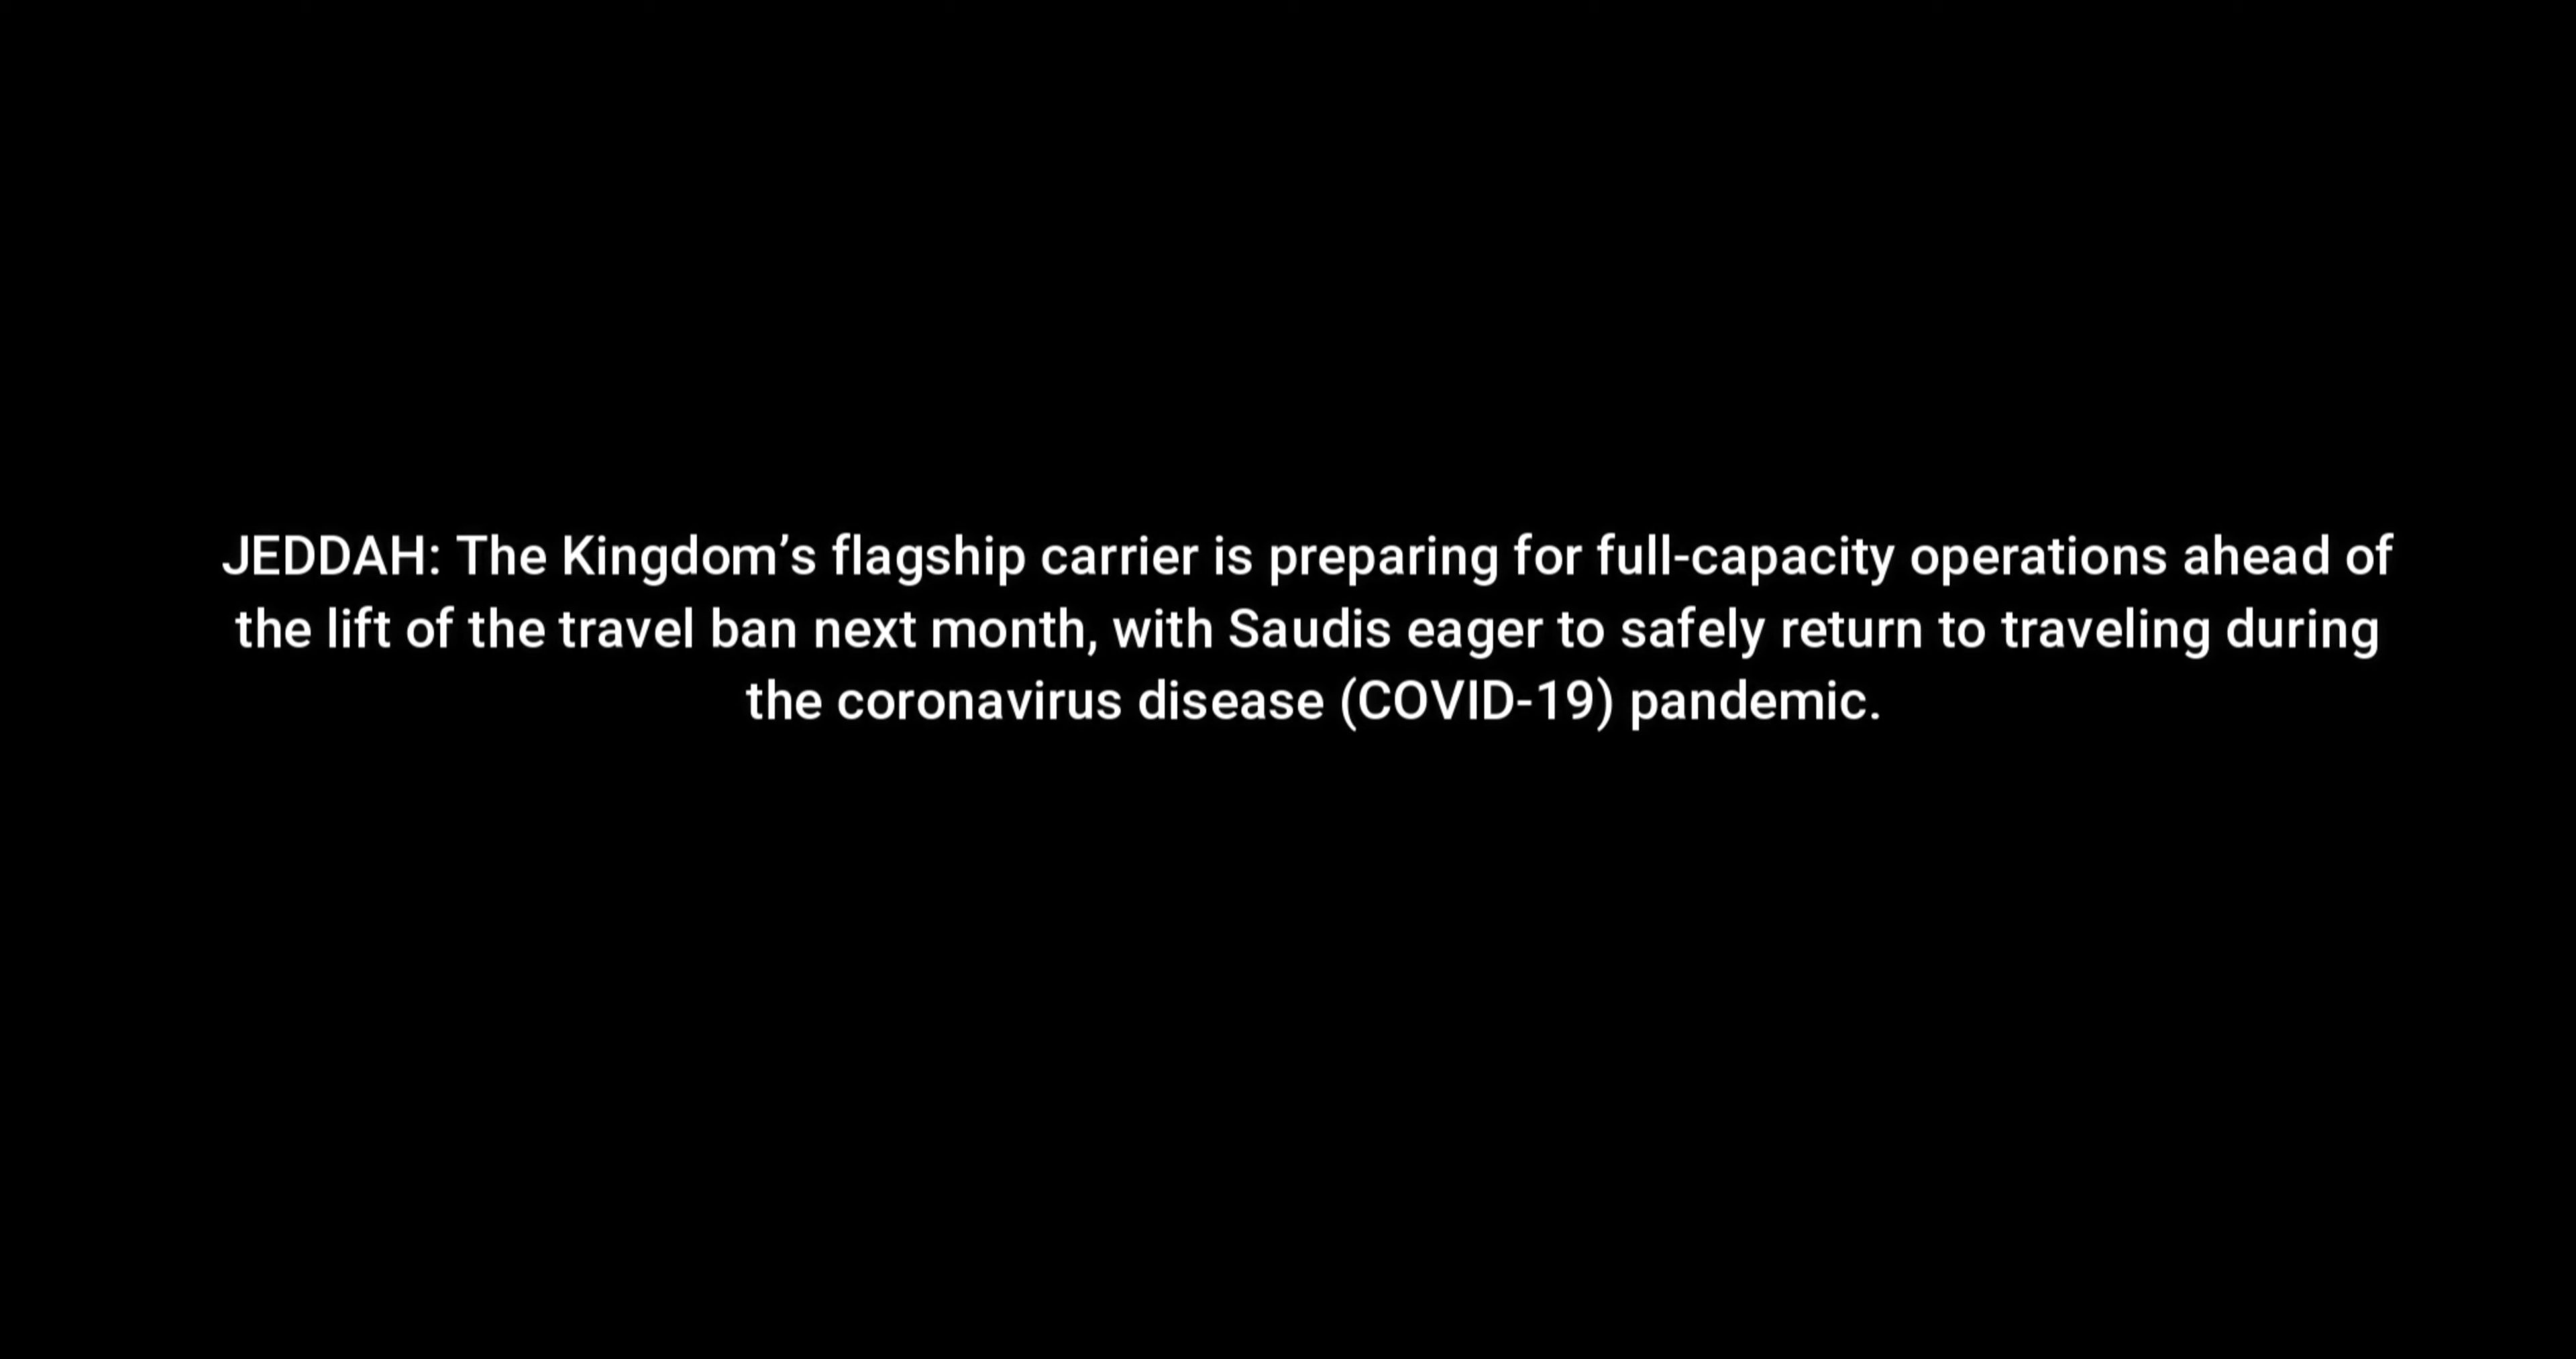 JEDDAH: The Kingdom’s flagship carrier is preparing for full-capacity operations ahead of
the lift of the travel ban next month, with Saudis eager to safely return to traveling during
the coronavirus disease (COVID-19) pandemic.